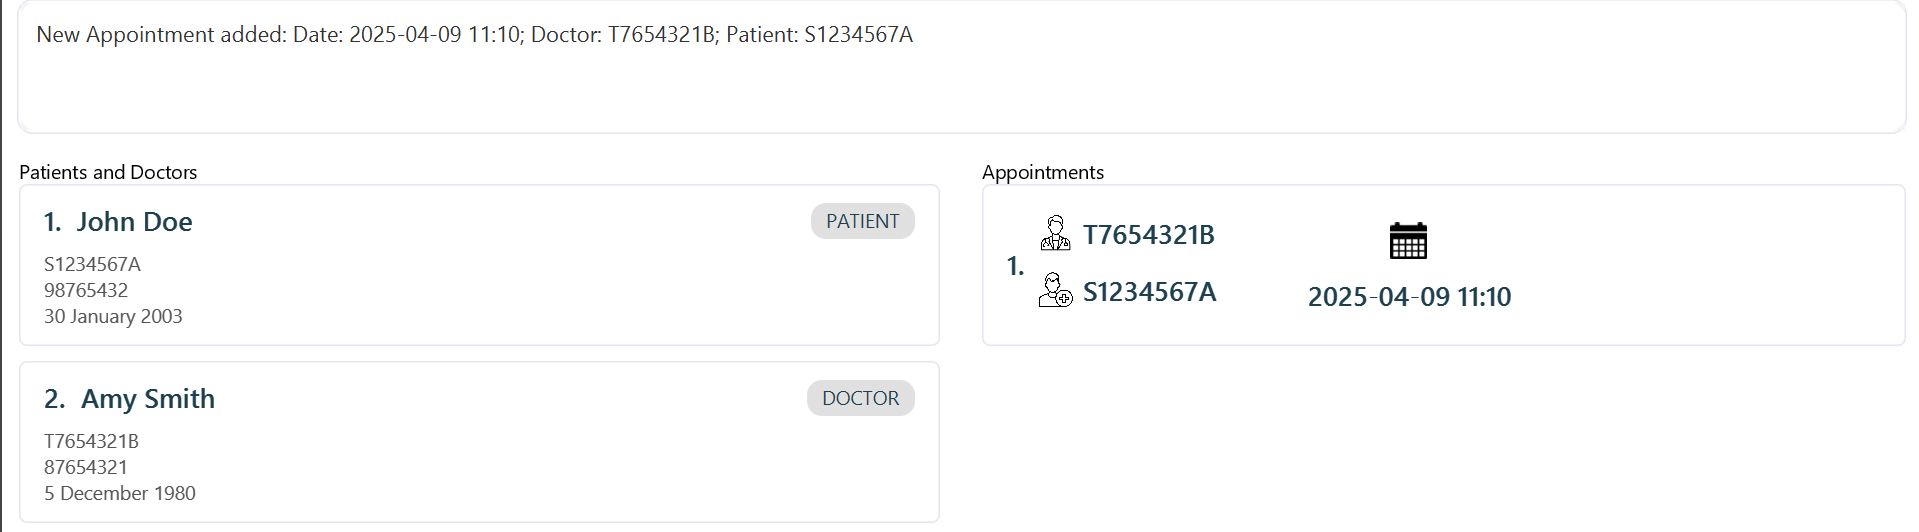 New Appointment added: Date: 2025-04-09 11:10; Doctor: T7654321B; Patient: S1234567A
Patients and Doctors
1. John Doe
PATIENT
S1234567A
98765432
30 January 2003
2. Amy Smith
DOCTOR
T7654321B
87654321
5 December 1980
Appointments
1.
T7654321B
S1234567A
2025-04-09 11:10